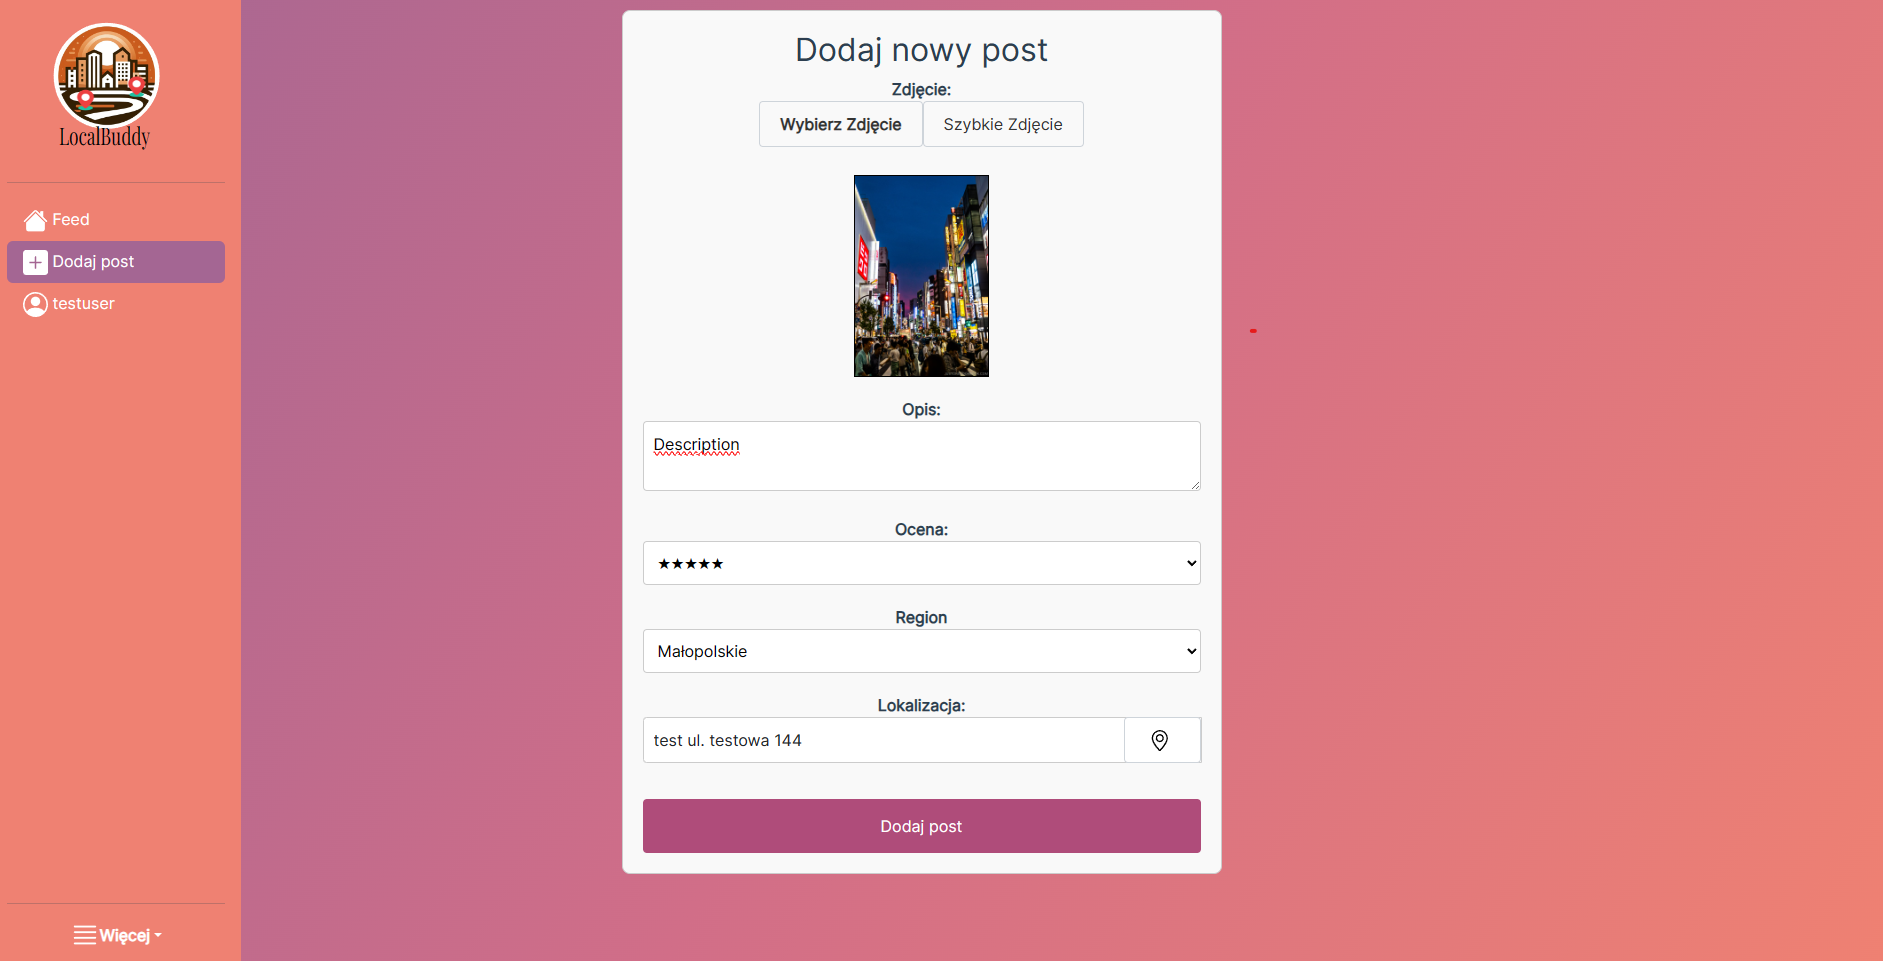 LocalBuddy
Feed
Dodaj post
testuser
Więcej
Dodaj nowy post
Zdjęcie:
Wybierz Zdjęcie
Szybkie Zdjęcie
Opis:
Description
Ocena:
★★★★★
Region
Małopolskie
Lokalizacja:
test ul. testowa 144
Dodaj post